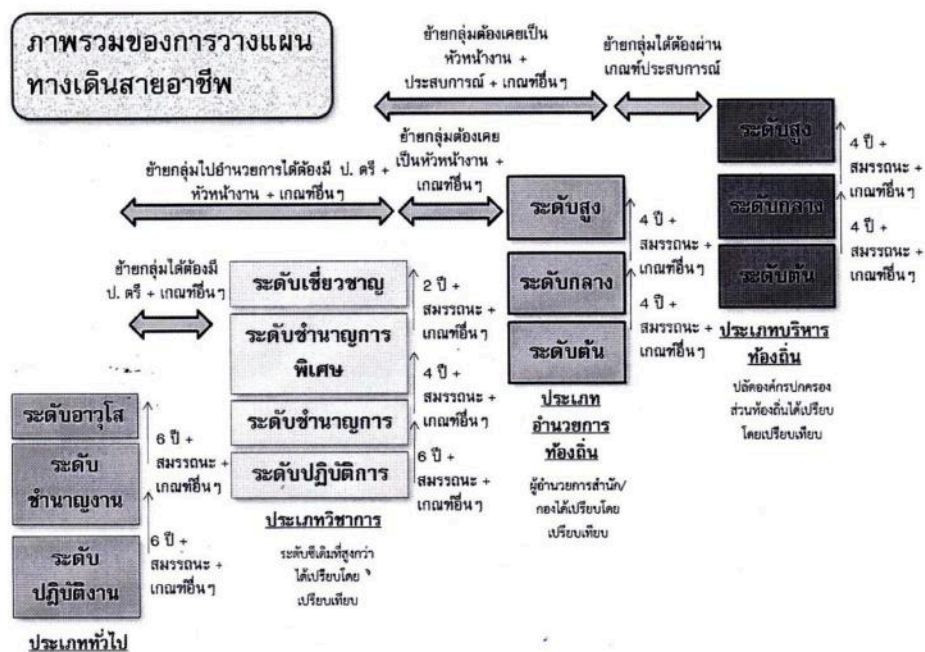 ภาพรวมของการวางแผน
ทางเดินสายอาชีพ
ย้ายกลุ่มต้องเคยเป็น
หัวหน้างาน +
ประสบการณ์ + เกณฑ์อื่นๆ
ย้ายกลุ่มได้ต้องผ่าน
เกณฑ์ประสบการณ์
ย้ายกลุ่มไปอำนวยการได้ต้องมี ป. ตรี +
หัวหน้างาน + เกณฑ์อื่นๆ
ย้ายกลุ่มต้องเคย
เป็นหัวหน้างาน +
เกณฑ์อื่นๆ
ย้ายกลุ่มได้ต้องมี
ป. ตรี + เกณฑ์อื่นๆ
ระดับอาวุโส
ระดับ
ชำนาญงาน
ระดับ
ปฏิบัติงาน
6 ปี +
สมรรถนะ +
เกณฑ์อื่นๆ
6 ปี +
สมรรถนะ +
เกณฑ์อื่นๆ
ประเภททั่วไป
ระดับเชี่ยวชาญ
ระดับชำนาญการ
พิเศษ
ระดับชำนาญการ
ระดับปฏิบัติการ
2 ปี +
สมรรถนะ +
เกณฑ์อื่นๆ
4 ปี +
สมรรถนะ +
เกณฑ์อื่นๆ
6 ปี +
สมรรถนะ +
เกณฑ์อื่นๆ
ประเภทวิชาการ
ระดับซีเดิมที่สูงกว่า
ได้เปรียบโดย
เปรียบเทียบ
ระดับสูง
ระดับกลาง
ระดับต้น
4 ปี +
สมรรถนะ +
เกณฑ์อื่นๆ
4 ปี +
สมรรถนะ +
เกณฑ์อื่นๆ
ประเภท
อำนวยการ
ท้องถิ่น
ผู้อำนวยการสำนัก/
กองได้เปรียบโดย
เปรียบเทียบ
ระดับสูง
ระดับกลาง
ระดับต้น
4 ปี +
สมรรถนะ +
เกณฑ์อื่นๆ
4 ปี +
สมรรถนะ +
เกณฑ์อื่นๆ
ประเภทบริหาร
ท้องถิ่น
ปลัดองค์กรปกครอง
ส่วนท้องถิ่นได้เปรียบ
โดยเปรียบเทียบ